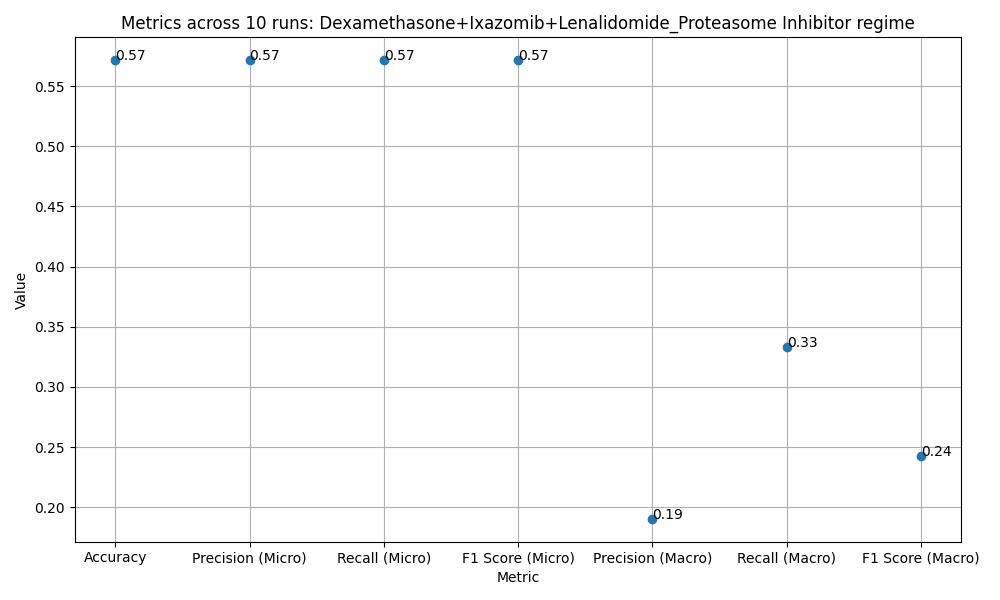 Metrics across 10 runs: Dexamethasone+Ixazomib+Lenalidomide_Proteasome Inhibitor regime
0.57 0.57 0.57 0.57
0.55
0.50
0.45
0.40
0.35
0.33
0.30
0.25
0.24
0.20
0.19
Value
Accuracy Precision (Micro) Recall (Micro) F1 Score (Micro) Precision (Macro) Recall (Macro) F1 Score (Macro)
Metric